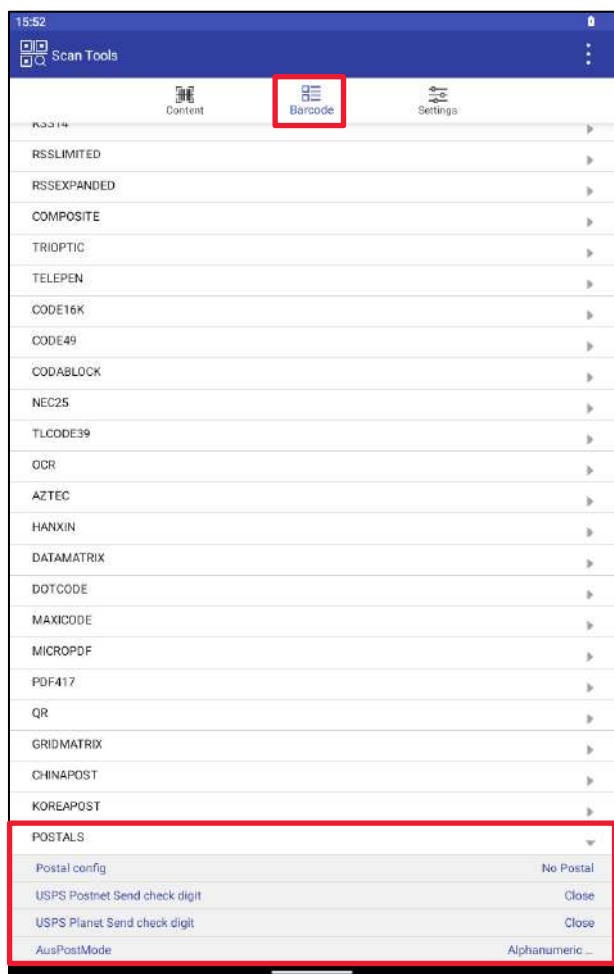 15:52
Scan Tools
Content Barcode Settings
RSSLIMITED
RSSEXPANDED
COMPOSITE
TRIOPTIC
TELEPEN
CODE16K
CODE49
CODABLOCK
NEC25
TLCODE39
OCR
AZTEC
HANXIN
DATAMATRIX
DOTCODE
MAXICODE
MICROPDF
PDF417
QR
GRIDMATRIX
CHINAPOST
KOREAPOST
POSTALS
Postal config No Postal
USPS Postnet Send check digit Close
USPS Planet Send check digit Close
AusPostMode Alphanumeric ...